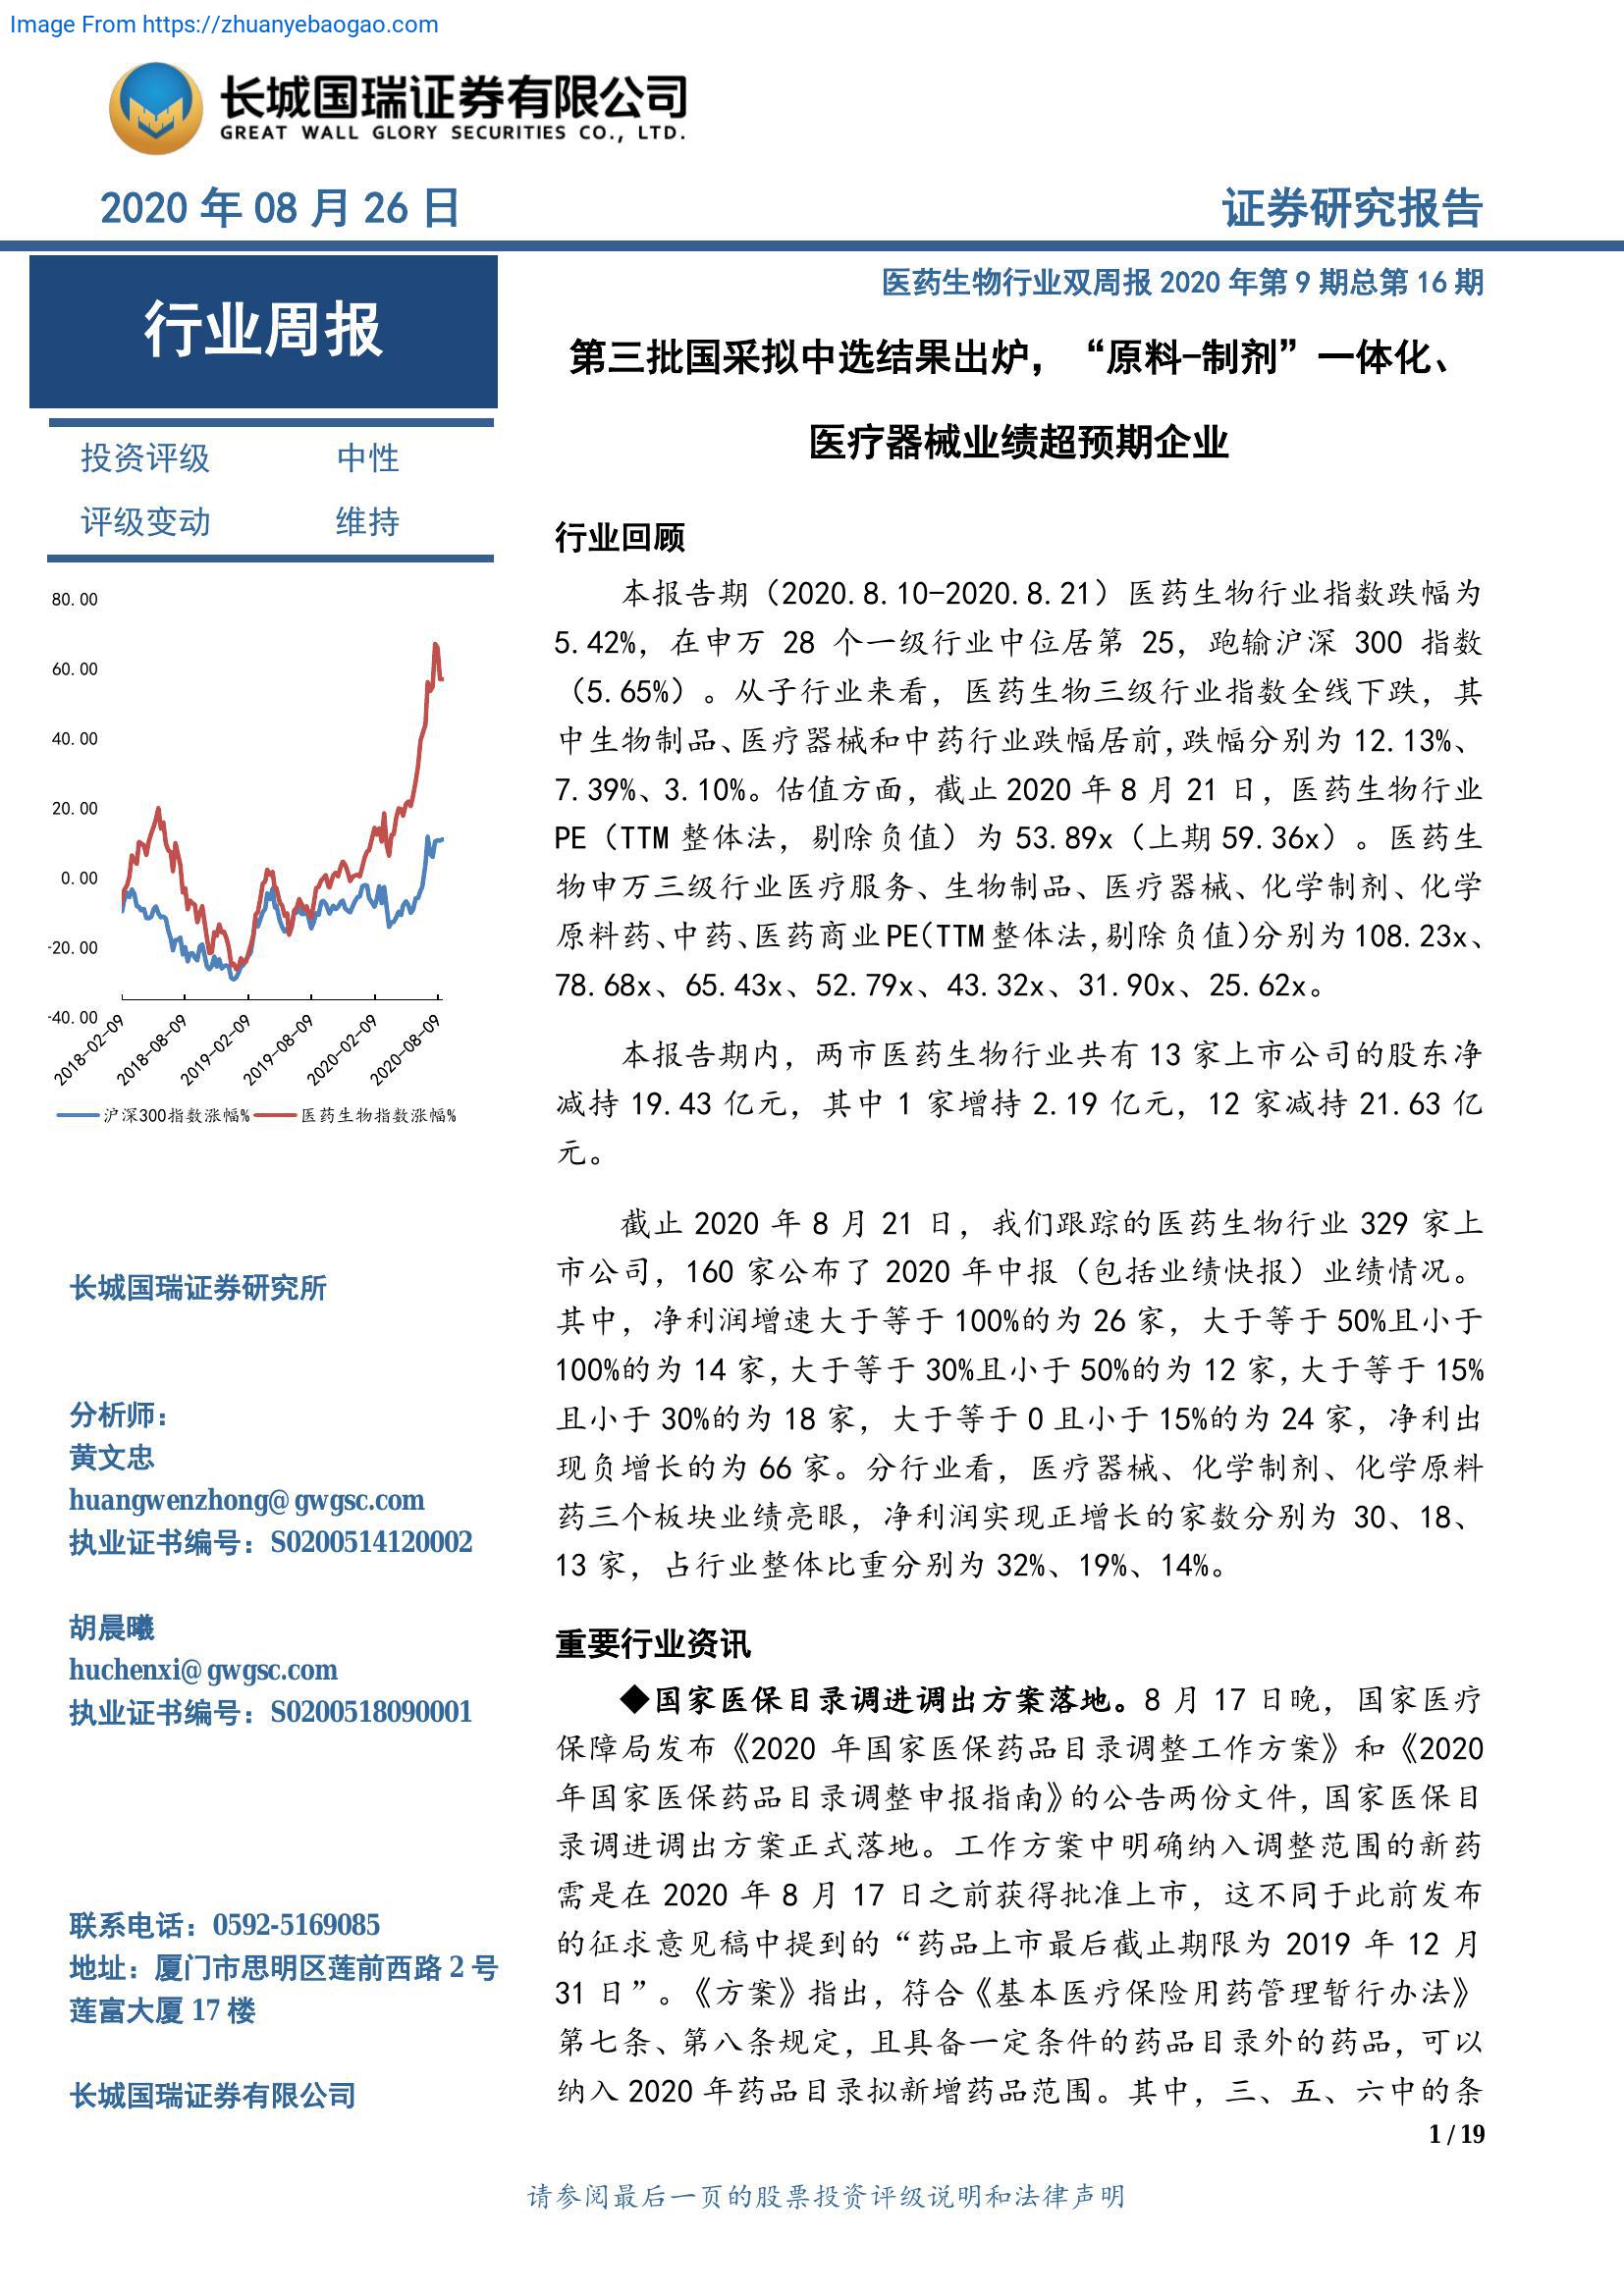 Image From https://zhuanyebaogao.com
长城国瑞证券有限公司
GREAT WALL GLORY SECURITIES CO., LTD.
2020 年 08 月 26 日
证券研究报告
行业周报
投资评级 中性
评级变动 维持
80.00
60.00
40.00
20.00
0.00
-20.00
-40.00
2018-02-09
2018-08-09
2019-02-09
2019-08-09
2020-02-09
2020-08-09
沪深300指数涨幅%
医药生物指数涨幅%
长城国瑞证券研究所
分析师：
黄文忠
huangwenzhong@gwgsc.com
执业证书编号：S0200514120002
胡晨曦
huchenxi@gwgsc.com
执业证书编号：S0200518090001
联系电话：0592-5169085
地址：厦门市思明区莲前西路 2 号
莲富大厦 17 楼
长城国瑞证券有限公司
医药生物行业双周报 2020 年第 9 期总第 16 期
第三批国采拟中选结果出炉，“原料-制剂”一体化、
医疗器械业绩超预期企业
行业回顾
本报告期（2020.8.10-2020.8.21）医药生物行业指数跌幅为
5.42%，在申万 28 个一级行业中位居第 25，跑输沪深 300 指数
（5.65%）。从子行业来看，医药生物三级行业指数全线下跌，其
中生物制品、医疗器械和中药行业跌幅居前，跌幅分别为 12.13%、
7.39%、3.10%。估值方面，截止 2020 年 8 月 21 日，医药生物行业
PE（TTM 整体法，剔除负值）为 53.89x（上期 59.36x）。医药生
物申万三级行业医疗服务、生物制品、医疗器械、化学制剂、化学
原料药、中药、医药商业 PE(TTM 整体法,剔除负值)分别为 108.23x、
78.68x、65.43x、52.79x、43.32x、31.90x、25.62x。
本报告期内，两市医药生物行业共有 13 家上市公司的股东净
减持 19.43 亿元，其中 1 家增持 2.19 亿元，12 家减持 21.63 亿
元。
截止 2020 年 8 月 21 日，我们跟踪的医药生物行业 329 家上
市公司，160 家公布了 2020 年中报（包括业绩快报）业绩情况。
其中，净利润增速大于等于 100%的为 26 家，大于等于 50%且小于
100%的为 14 家，大于等于 30%且小于 50%的为 12 家，大于等于 15%
且小于 30%的为 18 家，大于等于 0 且小于 15%的为 24 家，净利出
现负增长的为 66 家。分行业看，医疗器械、化学制剂、化学原料
药三个板块业绩亮眼，净利润实现正增长的家数分别为 30、18、
13 家，占行业整体比重分别为 32%、19%、14%。
重要行业资讯
◆国家医保目录调进调出方案落地。8 月 17 日晚，国家医疗
保障局发布《2020 年国家医保药品目录调整工作方案》和《2020
年国家医保药品目录调整申报指南》的公告两份文件，国家医保目
录调进调出方案正式落地。工作方案中明确纳入调整范围的新药
需是在 2020 年 8 月 17 日之前获得批准上市，这不同于此前发布
的征求意见稿中提到的“药品上市最后截止期限为 2019 年 12 月
31 日”。《方案》指出，符合《基本医疗保险用药管理暂行办法》
第七条、第八条规定，且具备一定条件的药品目录外的药品，可以
纳入 2020 年药品目录拟新增药品范围。其中，三、五、六中的条
1 / 19
请参阅最后一页的股票投资评级说明和法律声明